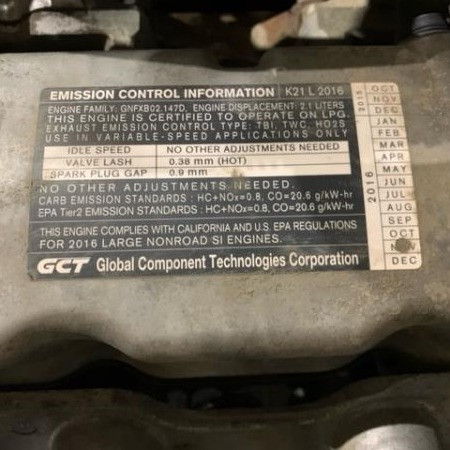 EMISSION CONTROL INFORMATION K21 L 2016
ENGINE FAMILY: GNFXB02.147D, ENGINE DISPLACEMENT: 2.1 LITERS
THIS ENGINE IS CERTIFIED TO OPERATE ON LPG.
EXHAUST EMISSION CONTROL TYPE: TBI, TWC, HO2S
USE IN VARIABLE-SPEED APPLICATIONS ONLY
IDLE SPEED NO OTHER ADJUSTMENTS NEEDED
VALVE LASH 0.38 mm (HOT)
SPARK PLUG GAP 0.9 mm
NO OTHER ADJUSTMENTS NEEDED.
CARB EMISSION STANDARDS : HC+NOx=0.8, CO=20.6 g/kW-hr
EPA Tier2 EMISSION STANDARDS : HC+NOx=0.8, CO=20.6 g/kW-hr
THIS ENGINE COMPLIES WITH CALIFORNIA AND U.S. EPA REGULATIONS
FOR 2016 LARGE NONROAD SI ENGINES.
GCT Global Component Technologies Corporation
2015
OCT
NOV
DEC
2016
JAN
FEB
MAR
APR
MAY
JUN
JUL
AUG
SEP
OCT
NOV
DEC